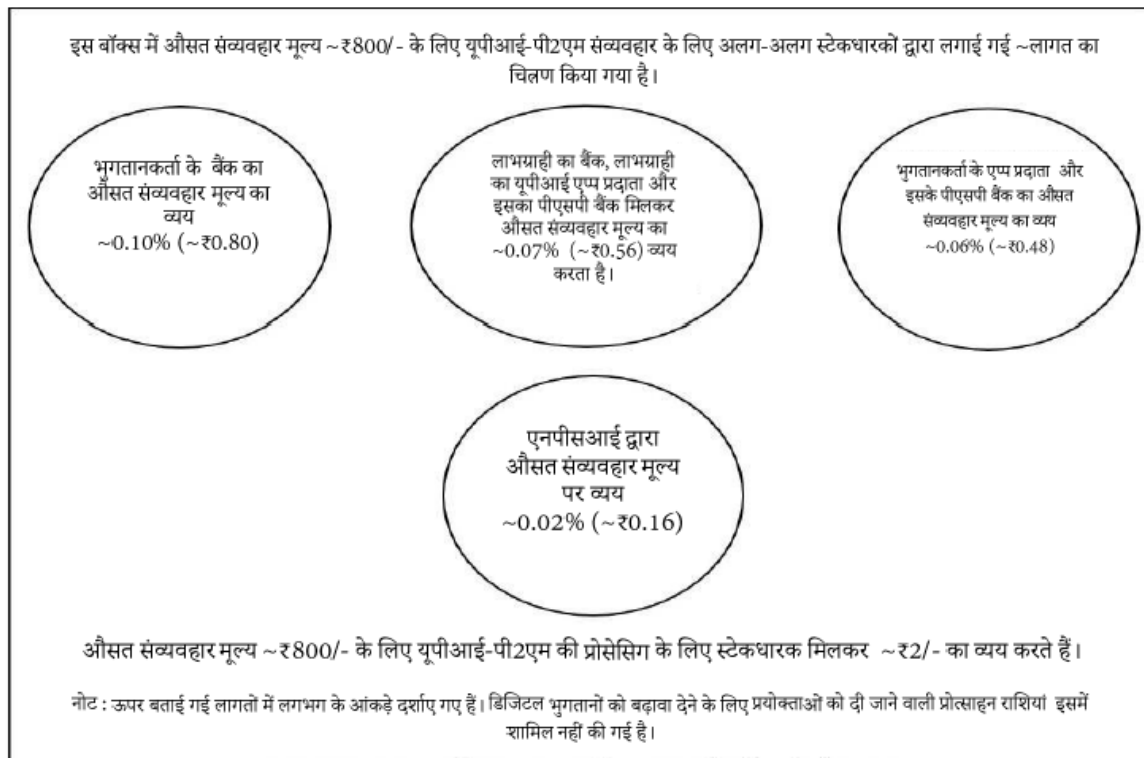 इस बॉक्स में औसत संव्यवहार मूल्य ~₹800/- के लिए यूपीआई-पी2एम संव्यवहार के लिए अलग-अलग स्टेकधारकों द्वारा लगाई गई ~लागत का
चित्रण किया गया है।
भुगतानकर्ता के बैंक का
औसत संव्यवहार मूल्य का
व्यय
~0.10% (~₹0.80)
लाभग्राही का बैंक, लाभग्राही
का यूपीआई एप्प प्रदाता और
इसका पीएसपी बैंक मिलकर
औसत संव्यवहार मूल्य का
~0.07% (~₹0.56) व्यय
करता है।
भुगतानकर्ता के एप्प प्रदाता और
इसके पीएसपी बैंक का औसत
संव्यवहार मूल्य का व्यय
~0.06% (~₹0.48)
एनपीसआई द्वारा
औसत संव्यवहार मूल्य
पर व्यय
~0.02% (~₹0.16)
औसत संव्यवहार मूल्य ~₹800/- के लिए यूपीआई-पी2एम की प्रोसेसिग के लिए स्टेकधारक मिलकर ~₹2/- का व्यय करते हैं।
नोट : ऊपर बताई गई लागतों में लगभग के आंकड़े दर्शाए गए हैं। डिजिटल भुगतानों को बढ़ावा देने के लिए प्रयोक्ताओं को दी जाने वाली प्रोत्साहन राशियां इसमें
शामिल नहीं की गई है।